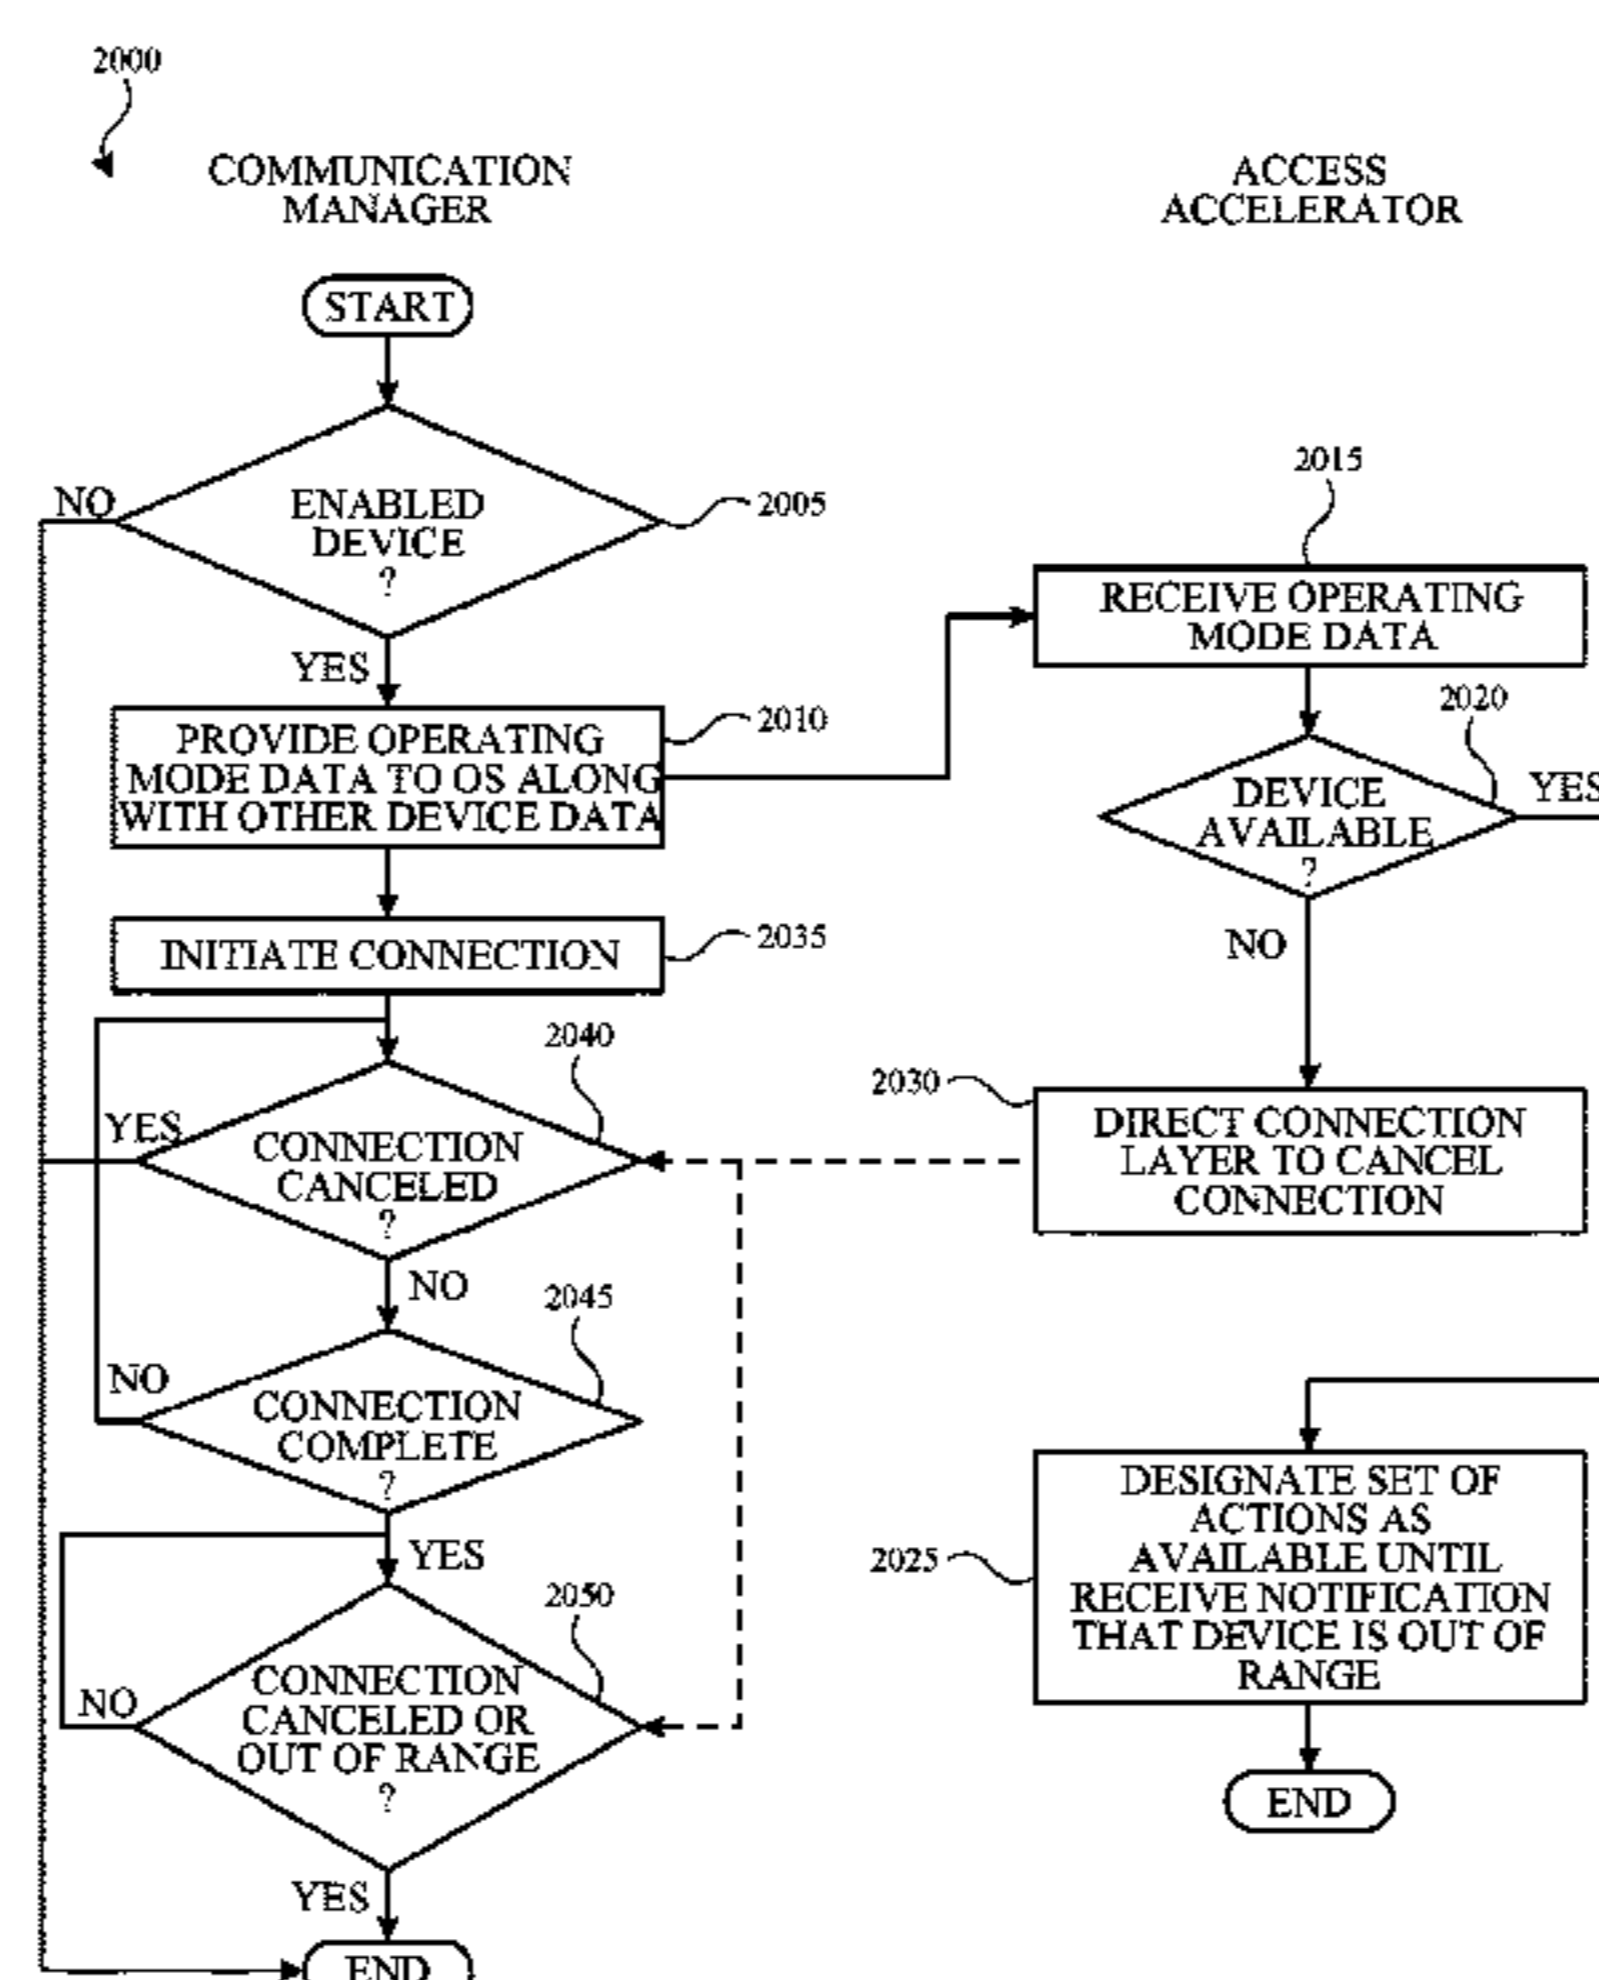 2000
COMMUNICATION
MANAGER
START
ENABLED
DEVICE
?
NO
2005
YES
PROVIDE OPERATING
MODE DATA TO OS ALONG
WITH OTHER DEVICE DATA
2010
INITIATE CONNECTION
2035
2040
YES
CONNECTION
CANCELED
?
NO
2045
NO
CONNECTION
COMPLETE
?
YES
2050
NO
CONNECTION
CANCELED OR
OUT OF RANGE
?
YES
END
ACCESS
ACCELERATOR
2015
RECEIVE OPERATING
MODE DATA
2020
DEVICE
AVAILABLE
?
YES
NO
2030
DIRECT CONNECTION
LAYER TO CANCEL
CONNECTION
2025
DESIGNATE SET OF
ACTIONS AS
AVAILABLE UNTIL
RECEIVE NOTIFICATION
THAT DEVICE IS OUT OF
RANGE
END